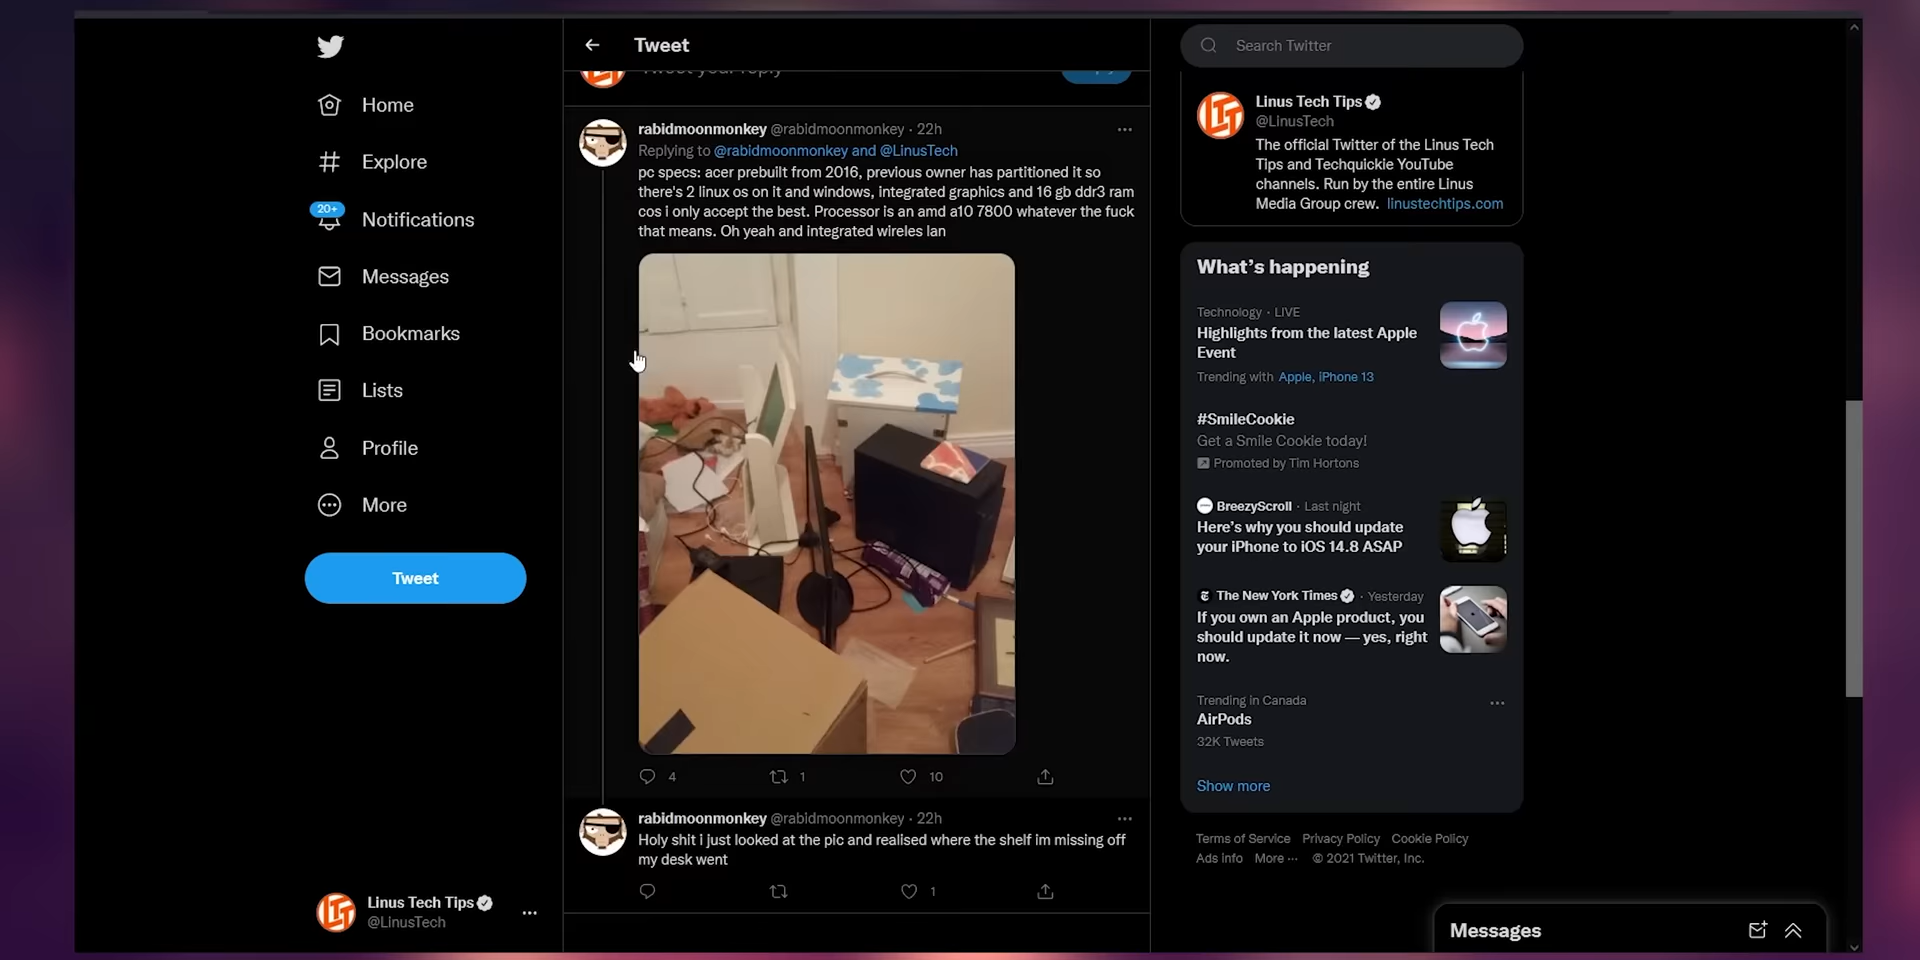 Home
Explore
20+
Notifications
Messages
Bookmarks
Lists
Profile
More
Tweet
Linus Tech Tips
@LinusTech
Tweet
Tweet your reply
rabidmoonmonkey @rabidmoonmonkey · 22h
Replying to @rabidmoonmonkey and @LinusTech
pc specs: acer prebuilt from 2016, previous owner has partitioned it so
there's 2 linux os on it and windows, integrated graphics and 16 gb ddr3 ram
cos i only accept the best. Processor is an amd a10 7800 whatever the fuck
that means. Oh yeah and integrated wireles lan
4
1
10
rabidmoonmonkey @rabidmoonmonkey · 22h
Holy shit i just looked at the pic and realised where the shelf im missing off
my desk went
1
Search Twitter
Linus Tech Tips
@LinusTech
The official Twitter of the Linus Tech
Tips and Techquickie YouTube
channels. Run by the entire Linus
Media Group crew. linustechtips.com
What's happening
Technology · LIVE
Highlights from the latest Apple
Event
Trending with Apple, iPhone 13
#SmileCookie
Get a Smile Cookie today!
Promoted by Tim Hortons
BreezyScroll · Last night
Here's why you should update
your iPhone to iOS 14.8 ASAP
The New York Times · Yesterday
If you own an Apple product, you
should update it now — yes, right
now.
Trending in Canada
AirPods
32K Tweets
Show more
Terms of Service Privacy Policy Cookie Policy
Ads info More ··· © 2021 Twitter, Inc.
Messages